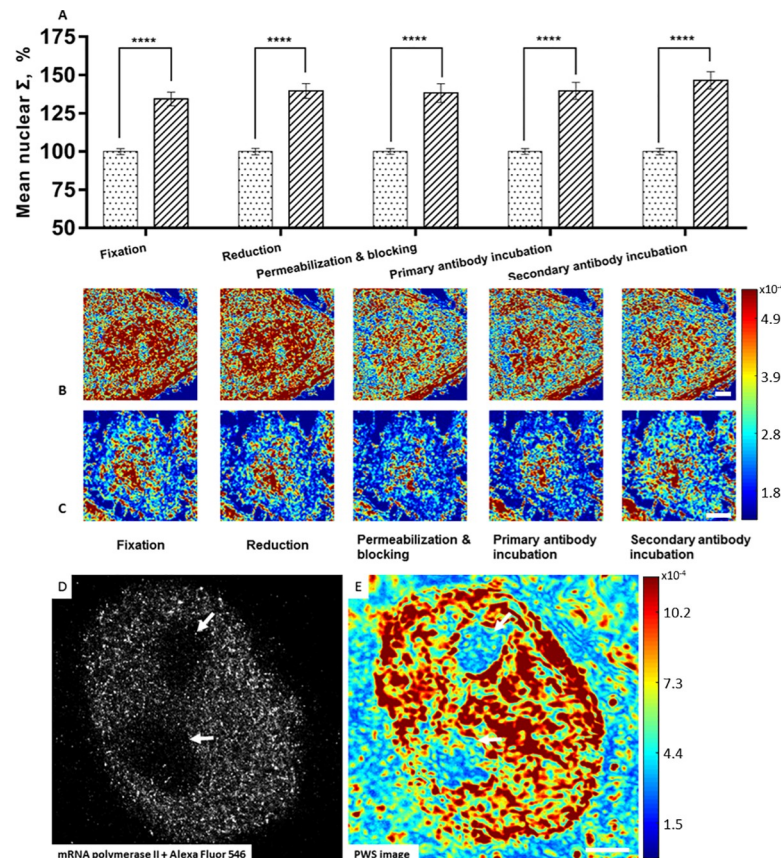 A
Mean nuclear Σ, %
175
150
125
100
75
50
****
****
****
****
****
Fixation
Reduction
Permeabilization & blocking
Primary antibody incubation
Secondary antibody incubation
B
x10⁻
4.9
3.9
2.8
1.8
C
Fixation
Reduction
Permeabilization & blocking
Primary antibody incubation
Secondary antibody incubation
D
mRNA polymerase II + Alexa Fluor 546
E
PWS image
x10⁻⁴
10.2
7.3
4.4
1.5